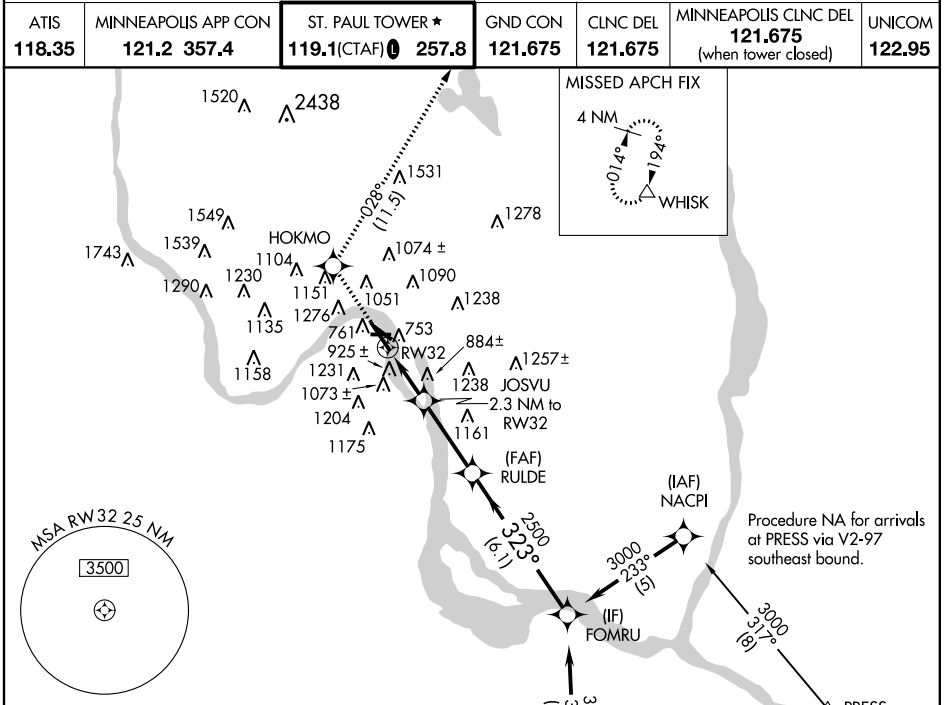 ATIS
118.35
MINNEAPOLIS APP CON
121.2 357.4
ST. PAUL TOWER ★
119.1(CTAF) L 257.8
GND CON
121.675
CLNC DEL
121.675
MINNEAPOLIS CLNC DEL
121.675
(when tower closed)
UNICOM
122.95
MISSED APCH FIX
4 NM
014°
194°
WHISK
1520
2438
1531
028°
(11.5)
1278
1549
HOKMO
1539
1743
1104
1074 ±
1230
1290
1151
1051
1090
1238
1135
1276
761
753
925 ±
RW32
884±
1257±
1158
1231
1238
1073 ±
JOSVU
2.3 NM to
RW32
1204
1161
1175
(FAF)
RULDE
(IAF)
NACPI
2500
323°
(6.1)
3000
233°
(5)
Procedure NA for arrivals
at PRESS via V2-97
southeast bound.
MSA RW32 25 NM
3500
(IF)
FOMRU
3000
317°
(8)
PRESS